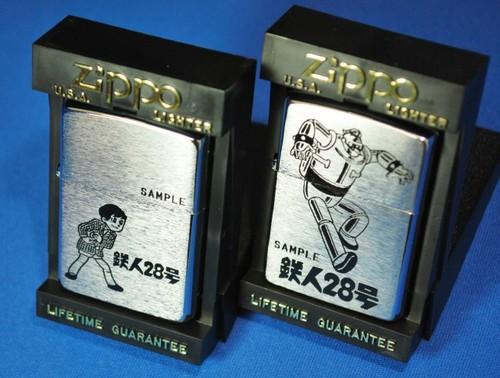 Zippo
U.S.A. LIGHTER
SAMPLE
鉄人28号
LIFETIME GUARANTEE
Zippo
U.S.A. LIGHTER
SAMPLE
鉄人28号
LIFETIME GUARANTEE